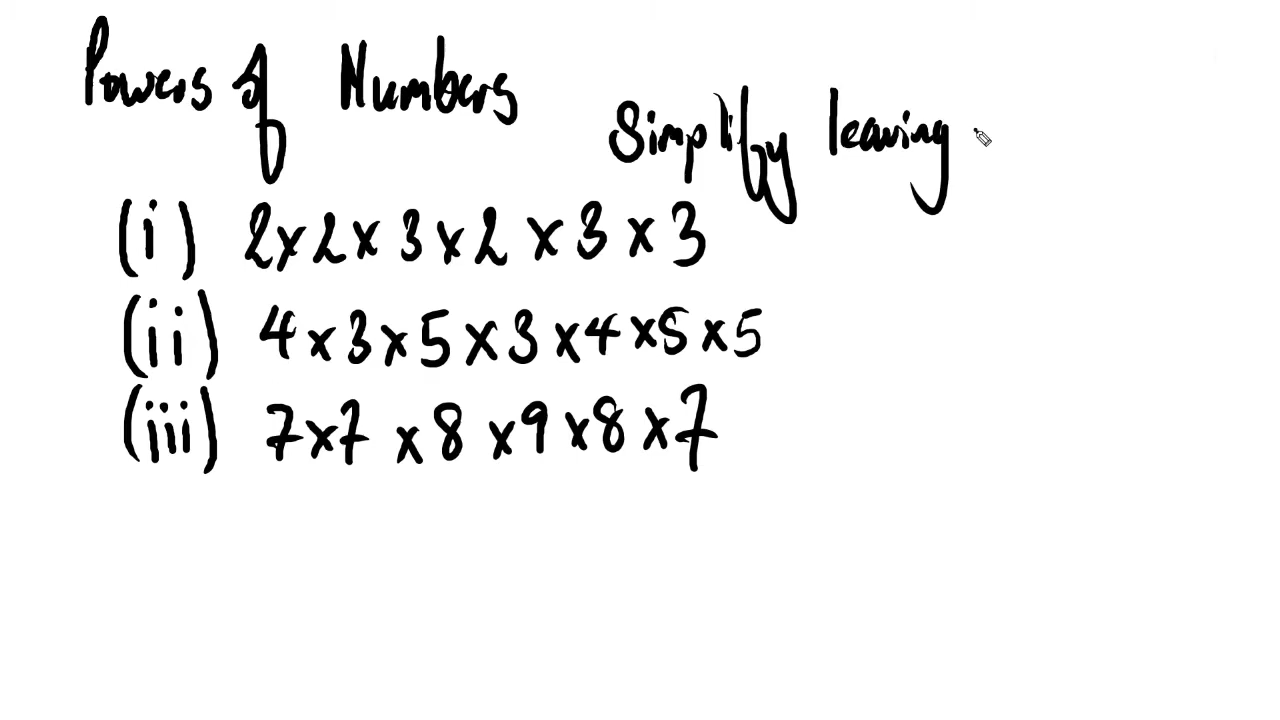 Powers of Numbers
Simplify leaving
(i) 2 x 2 x 3 x 2 x 3 x 3
(ii) 4 x 3 x 5 x 3 x 4 x 5 x 5
(iii) 7 x 7 x 8 x 9 x 8 x 7